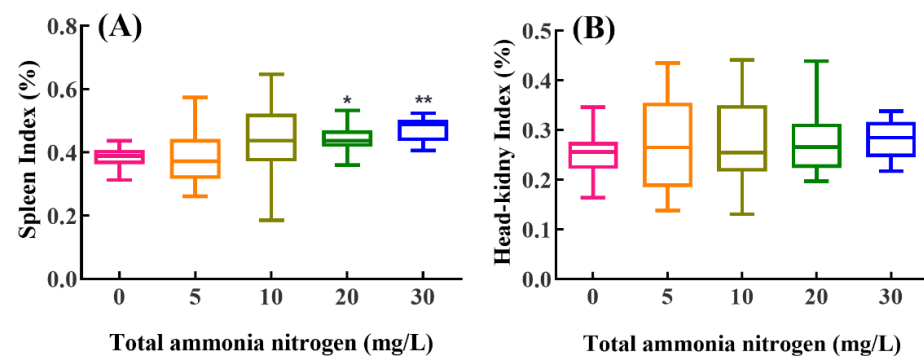 (A)
Spleen Index (%)
0.8
0.6
0.4
0.2
0.0
* **
0 5 10 20 30
Total ammonia nitrogen (mg/L)
(B)
Head-kidny Index (%)
0.5
0.4
0.3
0.2
0.1
0.0
0 5 10 20 30
Total ammonia nitrogen (mg/L)